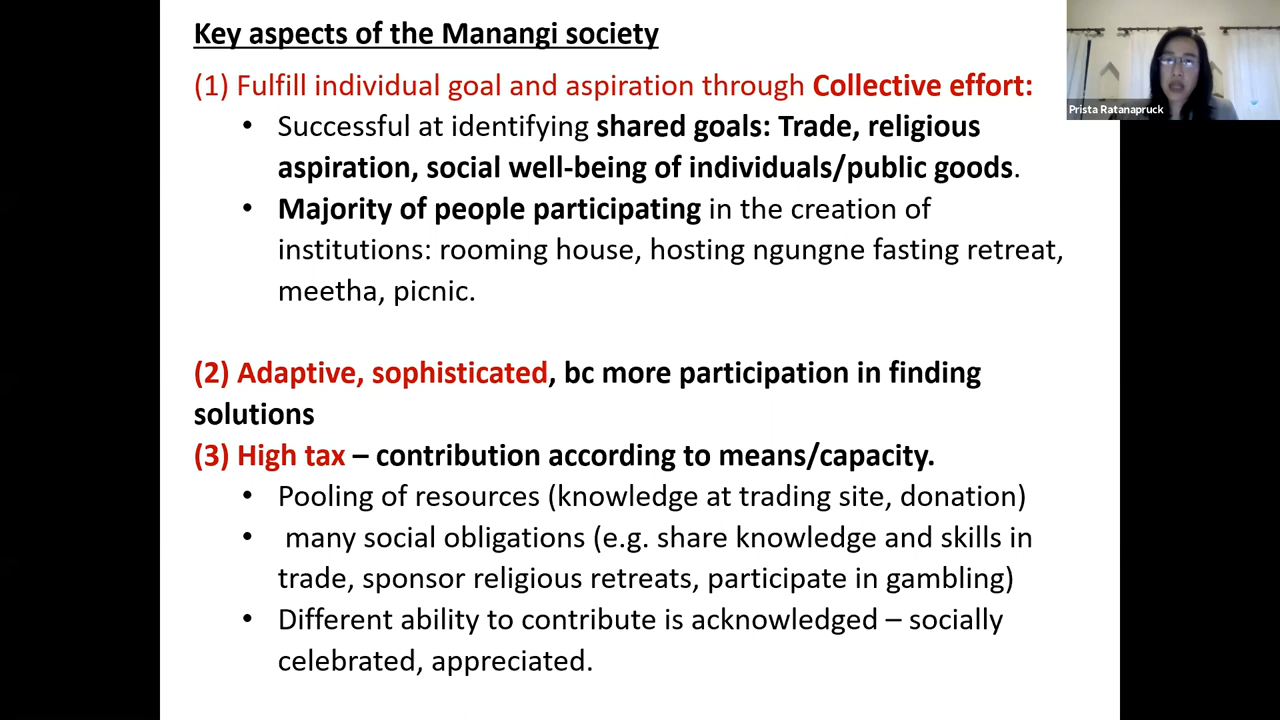 Key aspects of the Manangi society
(1) Fulfill individual goal and aspiration through Collective effort:
• Successful at identifying shared goals: Trade, religious
aspiration, social well-being of individuals/public goods.
• Majority of people participating in the creation of
institutions: rooming house, hosting ngungne fasting retreat,
meetha, picnic.
(2) Adaptive, sophisticated, bc more participation in finding
solutions
(3) High tax – contribution according to means/capacity.
• Pooling of resources (knowledge at trading site, donation)
• many social obligations (e.g. share knowledge and skills in
trade, sponsor religious retreats, participate in gambling)
• Different ability to contribute is acknowledged – socially
celebrated, appreciated.
Prista Ratanapruck